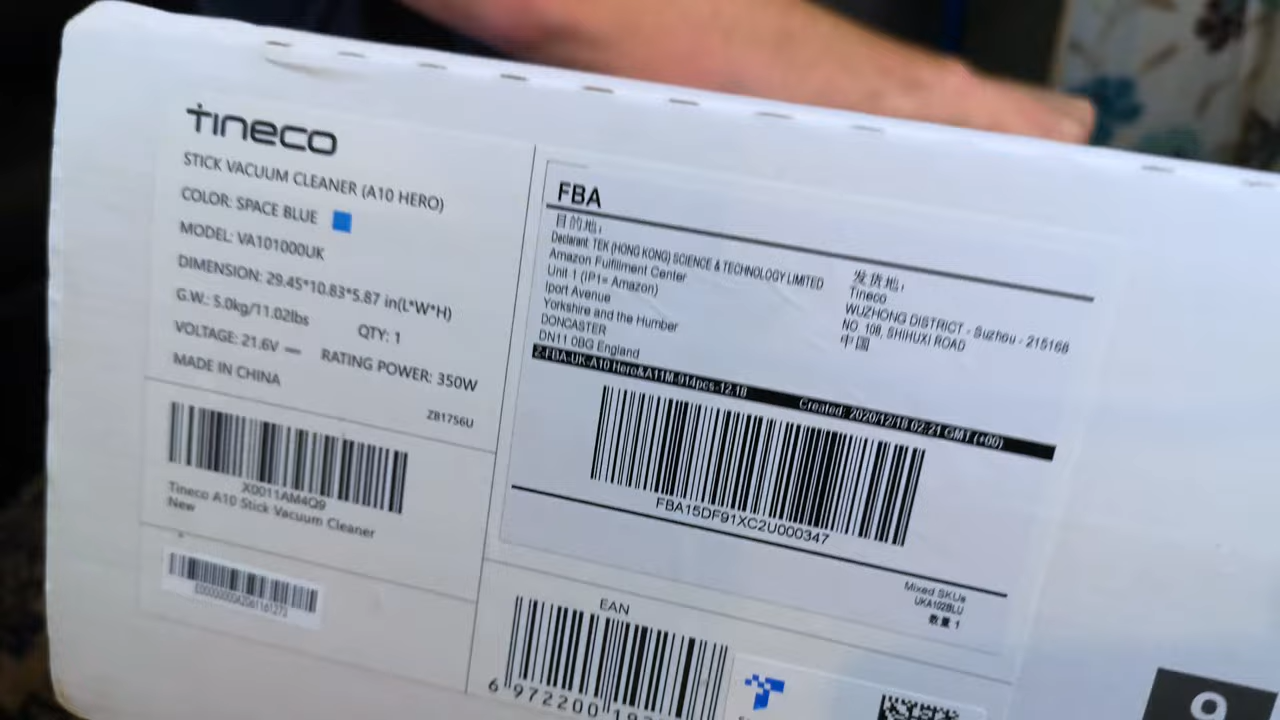 TINECO
STICK VACUUM CLEANER (A10 HERO)
COLOR: SPACE BLUE
MODEL: VA101000UK
DIMENSION: 29.45*10.83*5.87 in(L*W*H)
G.W.: 5.0kg/11.02lbs QTY: 1
VOLTAGE: 21.6V RATING POWER: 350W
MADE IN CHINA
ZB1756U
X0011AM4Q9
Tineco A10 Stick Vacuum Cleaner
New
FBA
目的地:
Declarant: TEK (HONG KONG) SCIENCE & TECHNOLOGY LIMITED
Amazon Fulfillment Center
Unit 1 (IP1= Amazon)
Iport Avenue
Yorkshire and the Humber
DONCASTER
DN11 0BG England
发货地:
Tineco
WUZHONG DISTRICT - Suzhou - 215168
NO. 108, SHIHUXI ROAD
中国
Z-FBA-UK-A10 Hero&A11M-914pcs-12.18 Created: 2020/12/18 02:21 GMT (+00)
FBA15DF91XC2U000347
Mixed SKUs
UKA102BLU
数量 1
EAN
6 972200
9